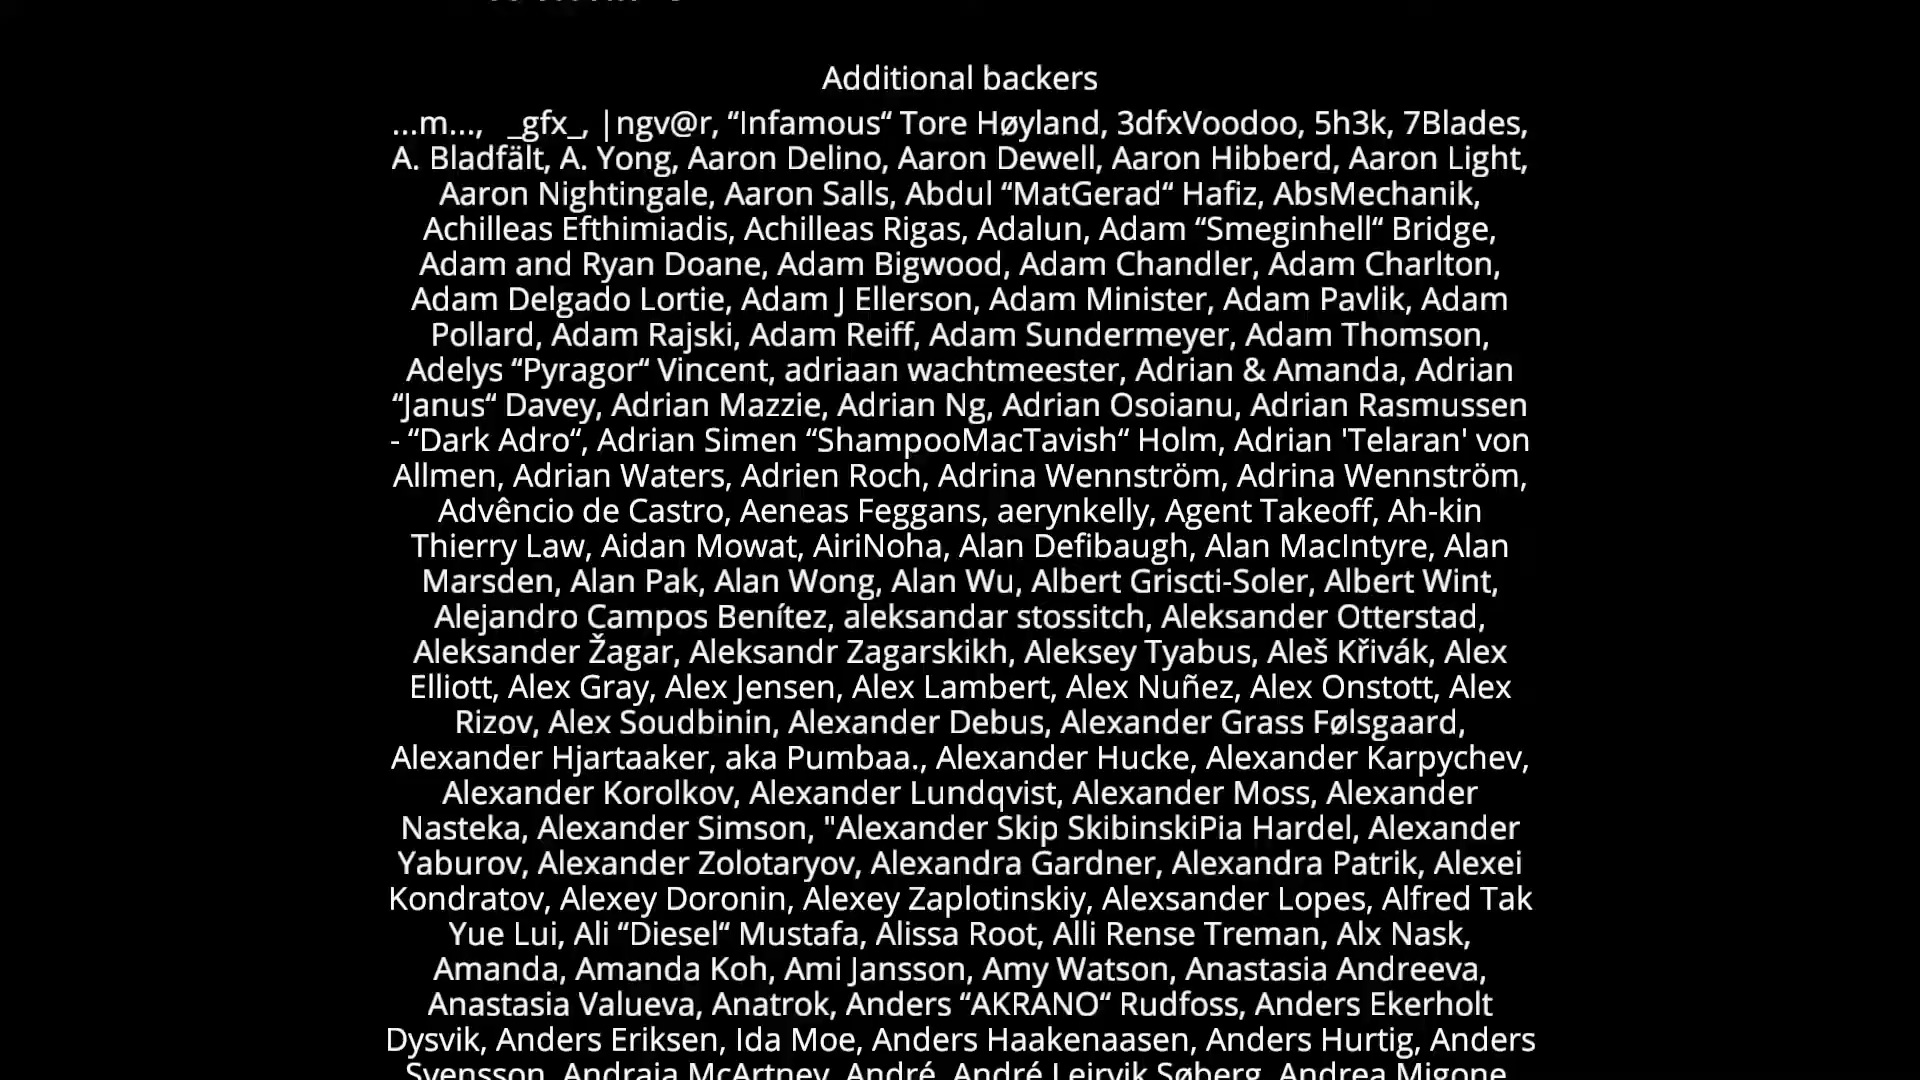 Additional backers
...m..., _gfx_, |ngv@r, “Infamous“ Tore Høyland, 3dfxVoodoo, 5h3k, 7Blades,
A. Bladfält, A. Yong, Aaron Delino, Aaron Dewell, Aaron Hibberd, Aaron Light,
Aaron Nightingale, Aaron Salls, Abdul “MatGerad“ Hafiz, AbsMechanik,
Achilleas Efthimiadis, Achilleas Rigas, Adalun, Adam “Smeginhell“ Bridge,
Adam and Ryan Doane, Adam Bigwood, Adam Chandler, Adam Charlton,
Adam Delgado Lortie, Adam J Ellerson, Adam Minister, Adam Pavlik, Adam
Pollard, Adam Rajski, Adam Reiff, Adam Sundermeyer, Adam Thomson,
Adelys “Pyragor“ Vincent, adriaan wachtmeester, Adrian & Amanda, Adrian
“Janus“ Davey, Adrian Mazzie, Adrian Ng, Adrian Osoianu, Adrian Rasmussen
- “Dark Adro“, Adrian Simen “ShampooMacTavish“ Holm, Adrian 'Telaran' von
Allmen, Adrian Waters, Adrien Roch, Adrina Wennström, Adrina Wennström,
Advêncio de Castro, Aeneas Feggans, aerynkelly, Agent Takeoff, Ah-kin
Thierry Law, Aidan Mowat, AiriNoha, Alan Defibaugh, Alan MacIntyre, Alan
Marsden, Alan Pak, Alan Wong, Alan Wu, Albert Griscti-Soler, Albert Wint,
Alejandro Campos Benítez, aleksandar stossitch, Aleksander Otterstad,
Aleksander Žagar, Aleksandr Zagarskikh, Aleksey Tyabus, Aleš Křivák, Alex
Elliott, Alex Gray, Alex Jensen, Alex Lambert, Alex Nuñez, Alex Onstott, Alex
Rizov, Alex Soudbinin, Alexander Debus, Alexander Grass Følsgaard,
Alexander Hjartaaker, aka Pumbaa., Alexander Hucke, Alexander Karpychev,
Alexander Korolkov, Alexander Lundqvist, Alexander Moss, Alexander
Nasteka, Alexander Simson, "Alexander Skip SkibinskiPia Hardel, Alexander
Yaburov, Alexander Zolotaryov, Alexandra Gardner, Alexandra Patrik, Alexei
Kondratov, Alexey Doronin, Alexey Zaplotinskiy, Alexsander Lopes, Alfred Tak
Yue Lui, Ali “Diesel“ Mustafa, Alissa Root, Alli Rense Treman, Alx Nask,
Amanda, Amanda Koh, Ami Jansson, Amy Watson, Anastasia Andreeva,
Anastasia Valueva, Anatrok, Anders “AKRANO“ Rudfoss, Anders Ekerholt
Dysvik, Anders Eriksen, Ida Moe, Anders Haakenaasen, Anders Hurtig, Anders
Svensson, Andraia McArtney, André, André Leirvik Søberg, Andrea Migone,